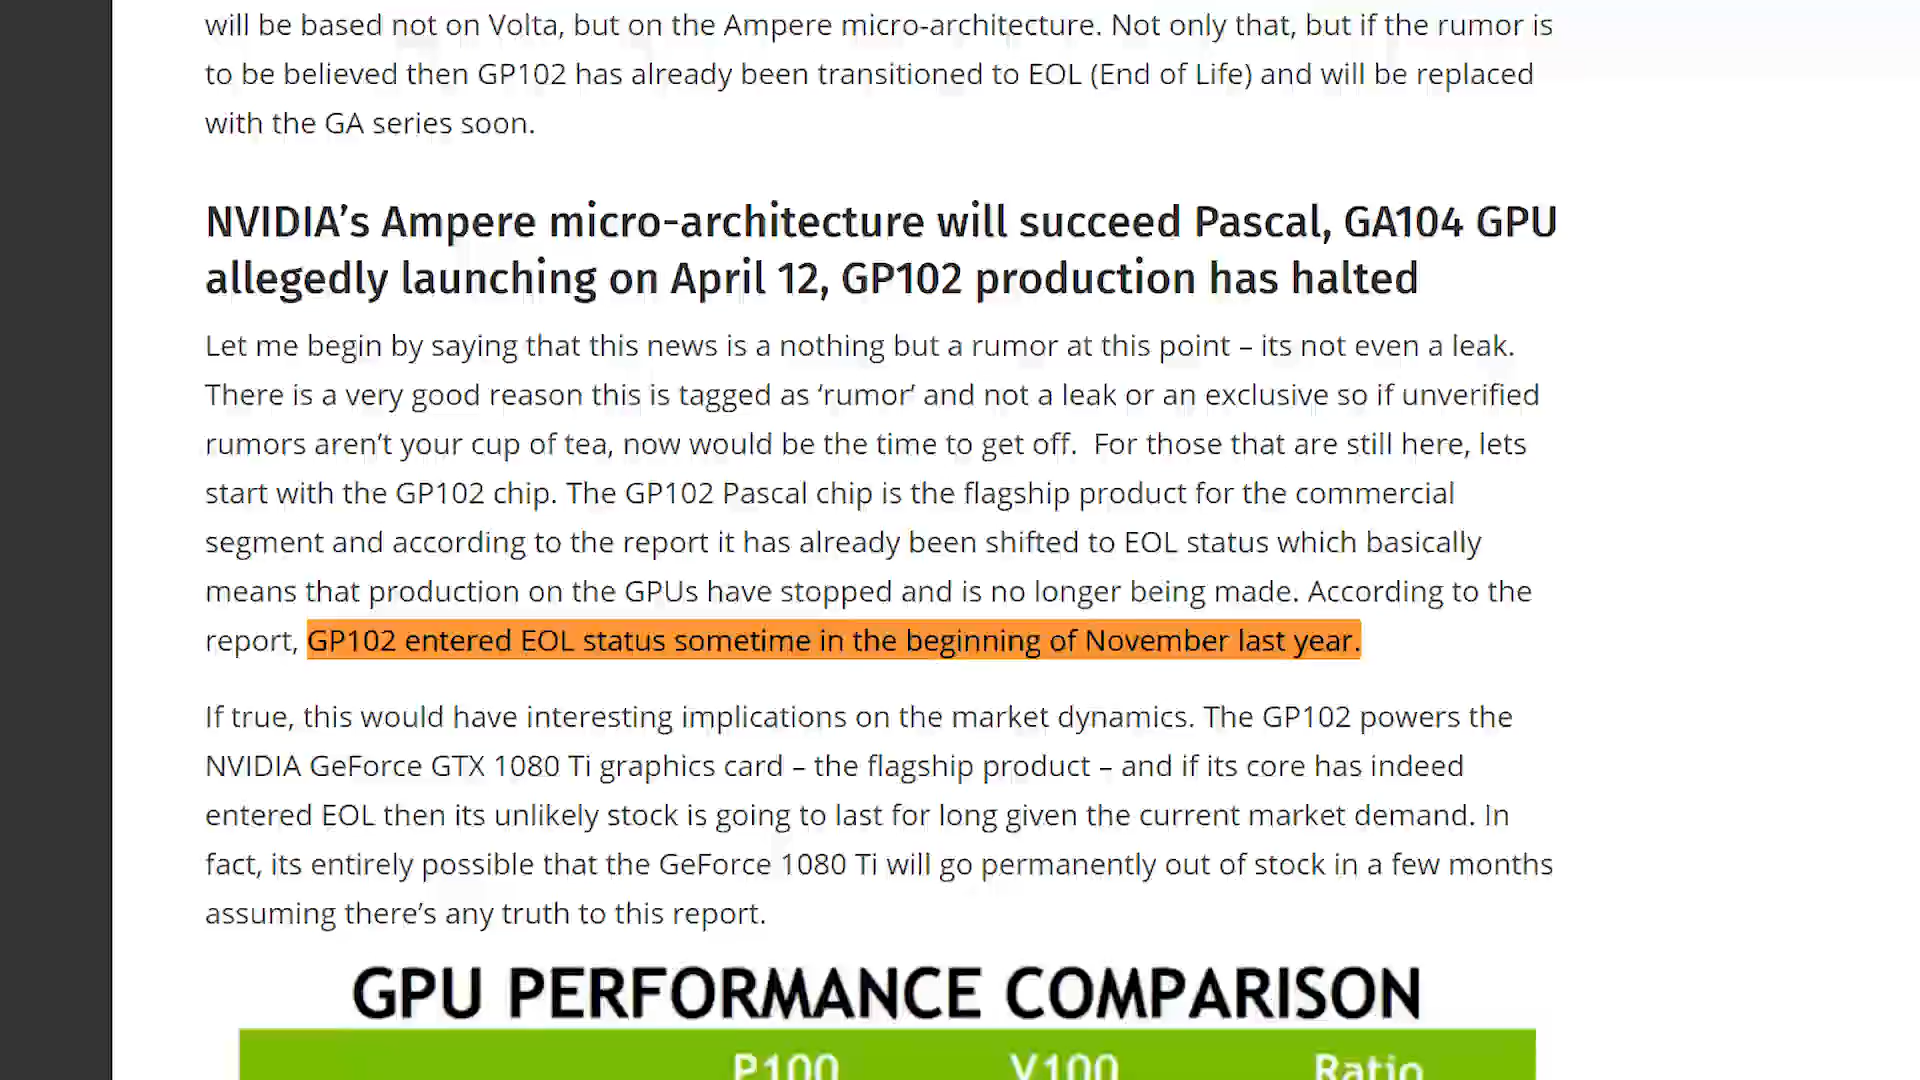 will be based not on Volta, but on the Ampere micro-architecture. Not only that, but if the rumor is
to be believed then GP102 has already been transitioned to EOL (End of Life) and will be replaced
with the GA series soon.
NVIDIA’s Ampere micro-architecture will succeed Pascal, GA104 GPU
allegedly launching on April 12, GP102 production has halted
Let me begin by saying that this news is a nothing but a rumor at this point – its not even a leak.
There is a very good reason this is tagged as ‘rumor’ and not a leak or an exclusive so if unverified
rumors aren’t your cup of tea, now would be the time to get off.  For those that are still here, lets
start with the GP102 chip. The GP102 Pascal chip is the flagship product for the commercial
segment and according to the report it has already been shifted to EOL status which basically
means that production on the GPUs have stopped and is no longer being made. According to the
report, GP102 entered EOL status sometime in the beginning of November last year.
If true, this would have interesting implications on the market dynamics. The GP102 powers the
NVIDIA GeForce GTX 1080 Ti graphics card – the flagship product – and if its core has indeed
entered EOL then its unlikely stock is going to last for long given the current market demand. In
fact, its entirely possible that the GeForce 1080 Ti will go permanently out of stock in a few months
assuming there’s any truth to this report.
GPU PERFORMANCE COMPARISON
P100 V100 Ratio